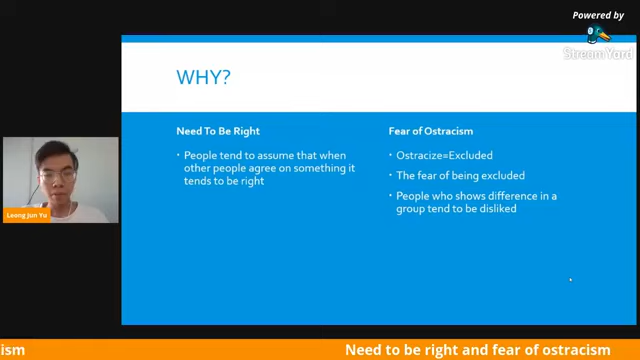 Powered by
StreamYard
WHY?
Need To Be Right
• People tend to assume that when
other people agree on something it
tends to be right
Fear of Ostracism
• Ostracize=Excluded
• The fear of being excluded
• People who shows difference in a
group tend to be disliked
Leong Jun Yu
ism
Need to be right and fear of ostracism